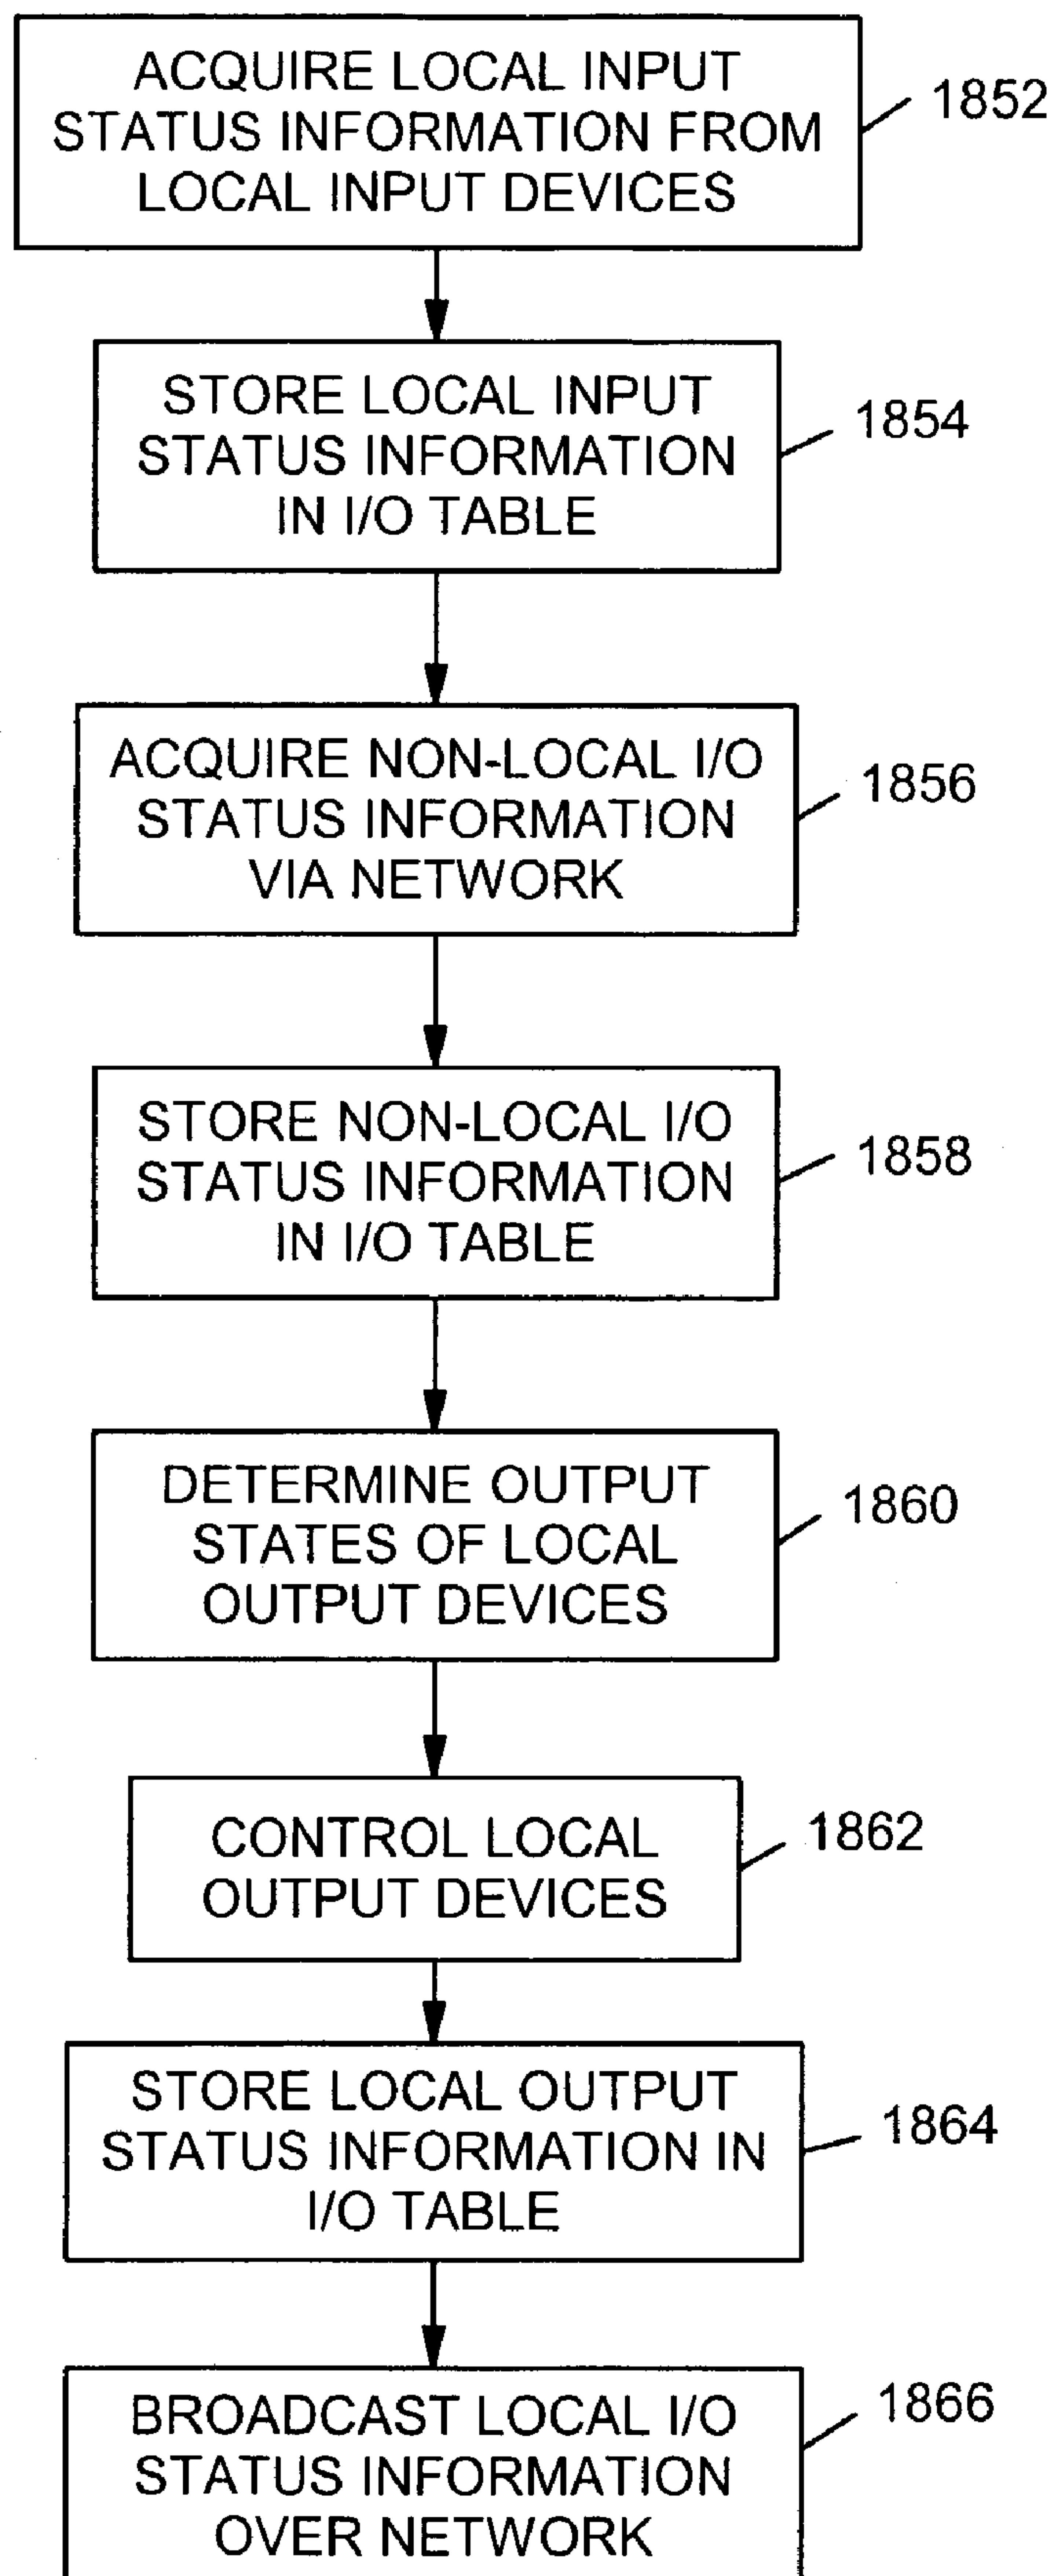 ACQUIRE LOCAL INPUT
STATUS INFORMATION FROM
LOCAL INPUT DEVICES
1852
STORE LOCAL INPUT
STATUS INFORMATION
IN I/O TABLE
1854
ACQUIRE NON-LOCAL I/O
STATUS INFORMATION
VIA NETWORK
1856
STORE NON-LOCAL I/O
STATUS INFORMATION
IN I/O TABLE
1858
DETERMINE OUTPUT
STATES OF LOCAL
OUTPUT DEVICES
1860
CONTROL LOCAL
OUTPUT DEVICES
1862
STORE LOCAL OUTPUT
STATUS INFORMATION IN
I/O TABLE
1864
BROADCAST LOCAL I/O
STATUS INFORMATION
OVER NETWORK
1866